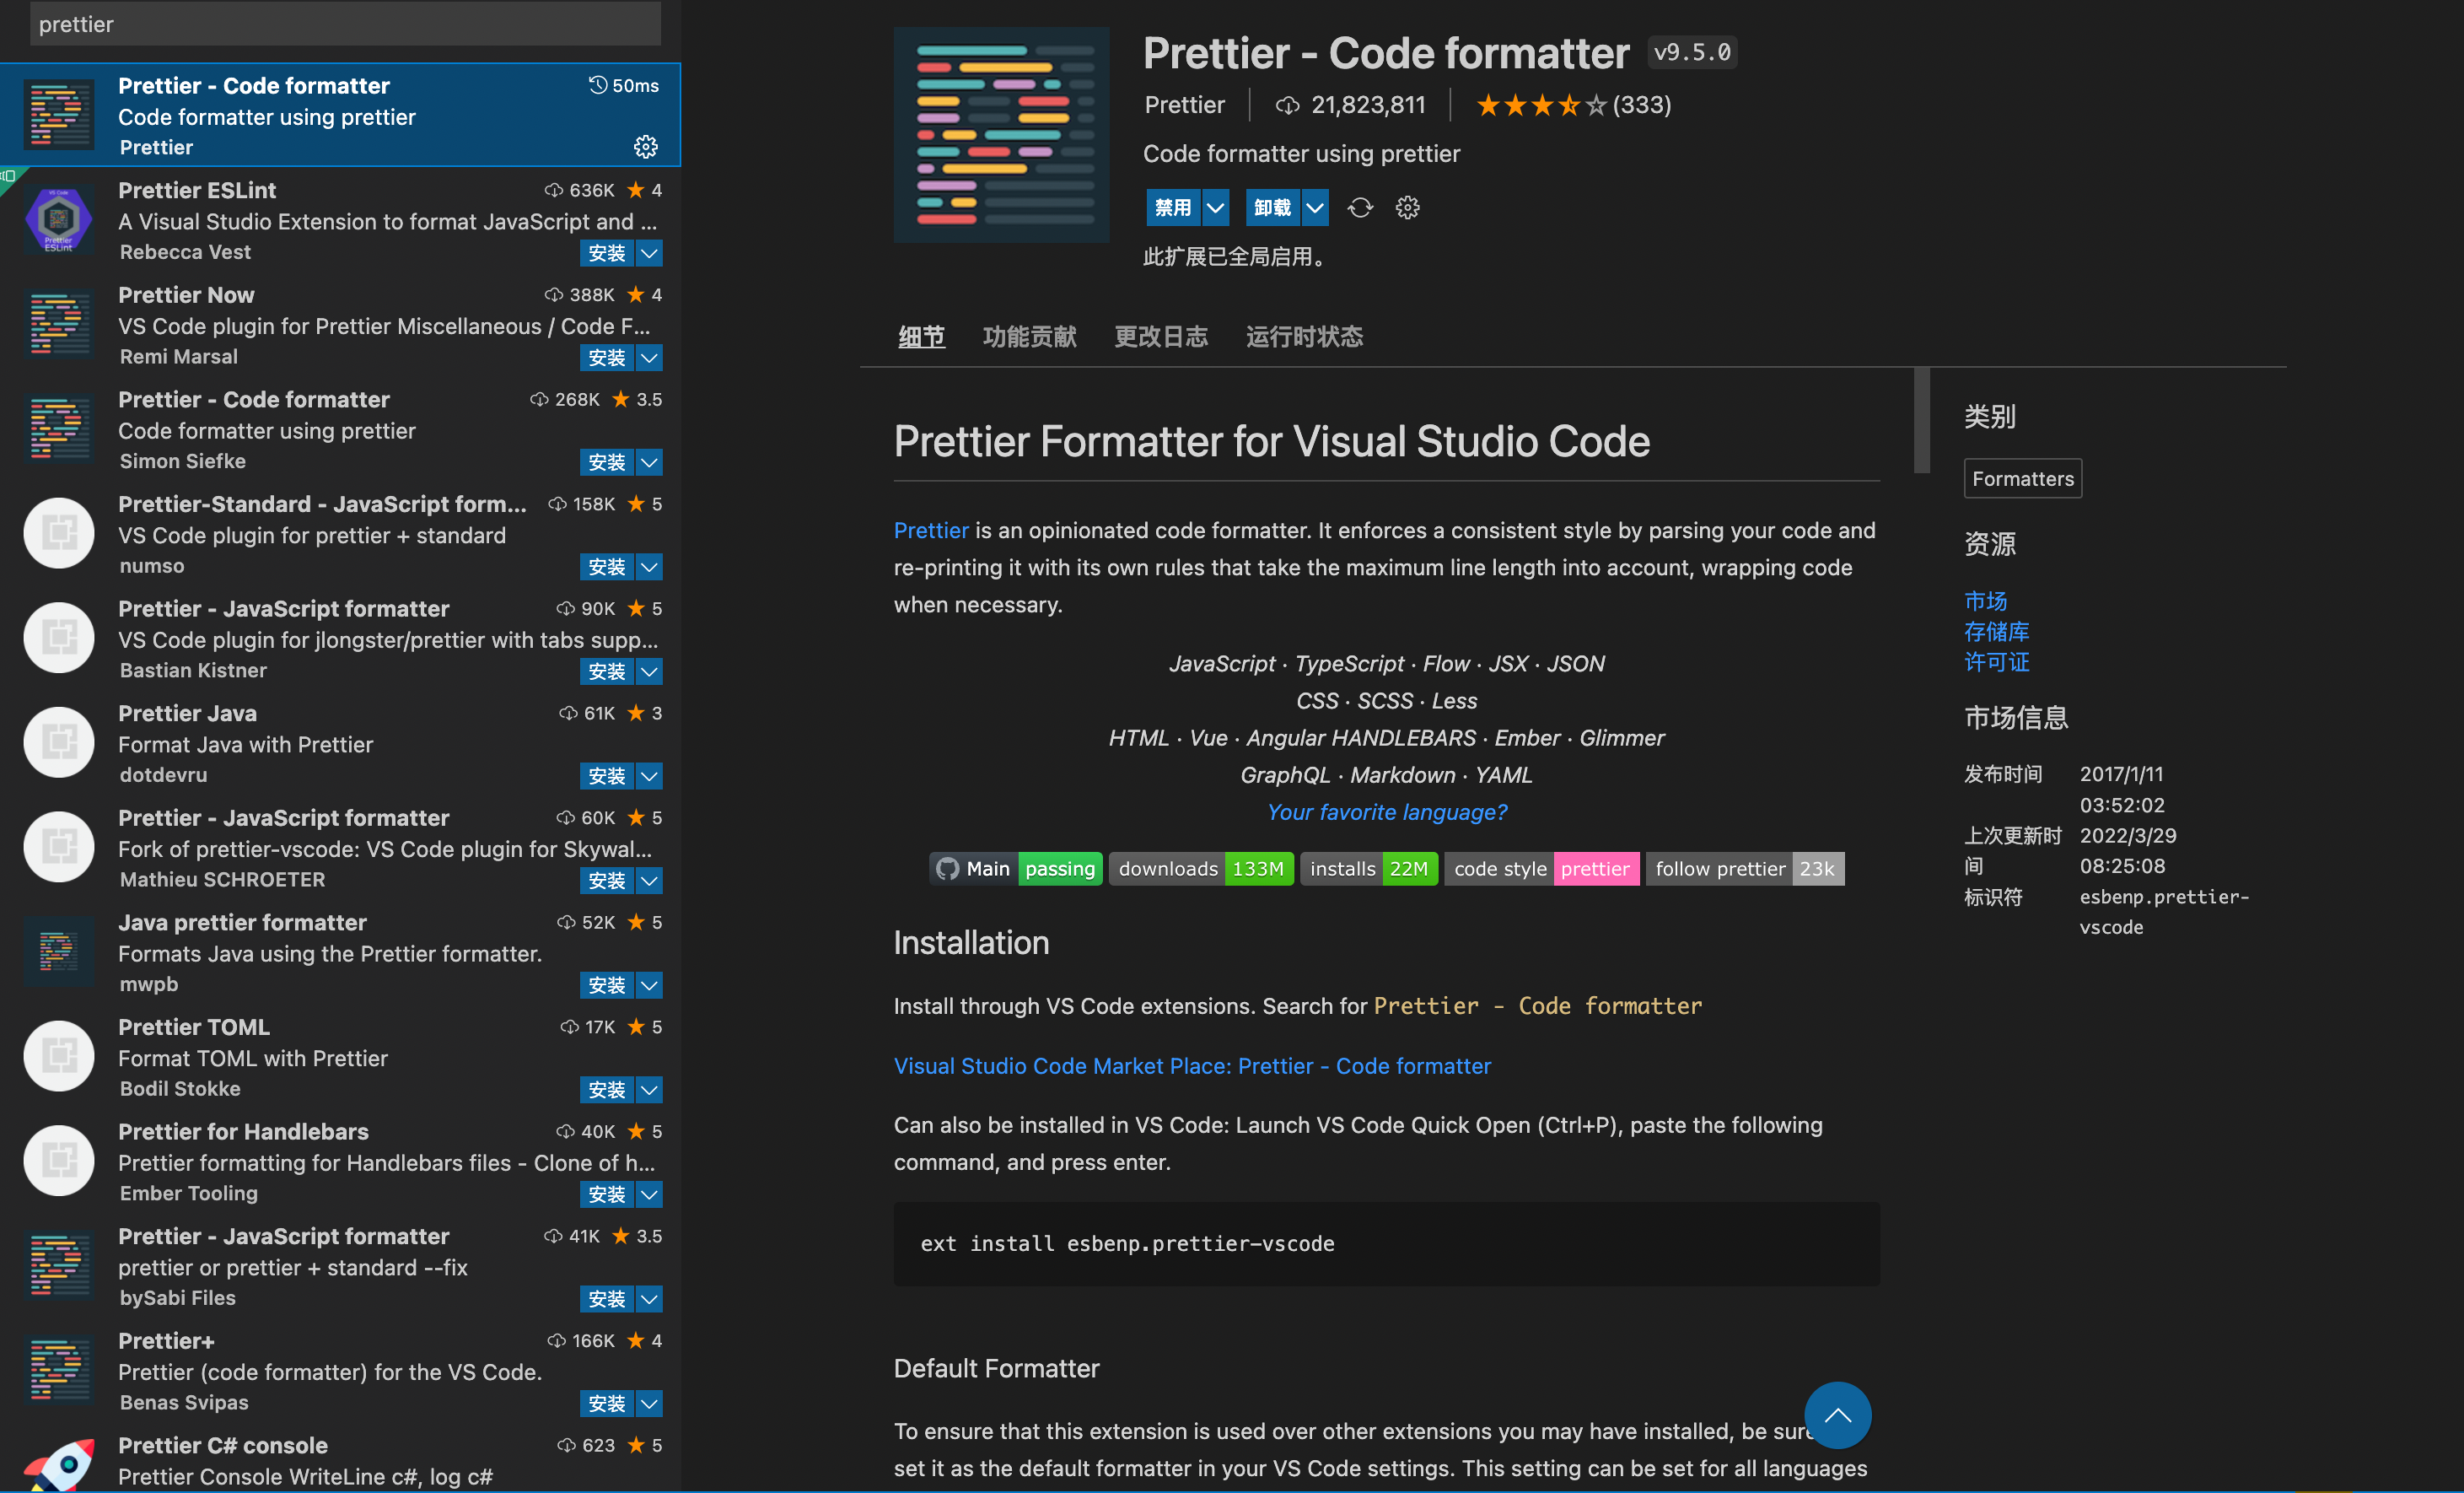 prettier
Prettier - Code formatter 50ms
Code formatter using prettier
Prettier
Prettier ESLint 636K 4
A Visual Studio Extension to format JavaScript and ...
Rebecca Vest 安装
Prettier Now 388K 4
VS Code plugin for Prettier Miscellaneous / Code F...
Remi Marsal 安装
Prettier - Code formatter 268K 3.5
Code formatter using prettier
Simon Siefke 安装
Prettier-Standard - JavaScript form... 158K 5
VS Code plugin for prettier + standard
numso 安装
Prettier - JavaScript formatter 90K 5
VS Code plugin for jlongster/prettier with tabs supp...
Bastian Kistner 安装
Prettier Java 61K 3
Format Java with Prettier
dotdevru 安装
Prettier - JavaScript formatter 60K 5
Fork of prettier-vscode: VS Code plugin for Skywal...
Mathieu SCHROETER 安装
Java prettier formatter 52K 5
Formats Java using the Prettier formatter.
mwpb 安装
Prettier TOML 17K 5
Format TOML with Prettier
Bodil Stokke 安装
Prettier for Handlebars 40K 5
Prettier formatting for Handlebars files - Clone of h...
Ember Tooling 安装
Prettier - JavaScript formatter 41K 3.5
prettier or prettier + standard --fix
bySabi Files 安装
Prettier+ 166K 4
Prettier (code formatter) for the VS Code.
Benas Svipas 安装
Prettier C# console 623 5
Prettier Console WriteLine c#, log c#
VS Code
Prettier
ESLint
Prettier - Code formatter v9.5.0
Prettier 21,823,811 (333)
Code formatter using prettier
禁用 卸载
此扩展已全局启用。
细节 功能贡献 更改日志 运行时状态
Prettier Formatter for Visual Studio Code
Prettier is an opinionated code formatter. It enforces a consistent style by parsing your code and
re-printing it with its own rules that take the maximum line length into account, wrapping code
when necessary.
JavaScript · TypeScript · Flow · JSX · JSON
CSS · SCSS · Less
HTML · Vue · Angular HANDLEBARS · Ember · Glimmer
GraphQL · Markdown · YAML
Your favorite language?
Main passing downloads 133M installs 22M code style prettier follow prettier 23k
Installation
Install through VS Code extensions. Search for Prettier - Code formatter
Visual Studio Code Market Place: Prettier - Code formatter
Can also be installed in VS Code: Launch VS Code Quick Open (Ctrl+P), paste the following
command, and press enter.
ext install esbenp.prettier-vscode
Default Formatter
To ensure that this extension is used over other extensions you may have installed, be sure
set it as the default formatter in your VS Code settings. This setting can be set for all languages
类别
Formatters
资源
市场
存储库
许可证
市场信息
发布时间 2017/1/11
03:52:02
上次更新时 2022/3/29
间 08:25:08
标识符 esbenp.prettier-
vscode